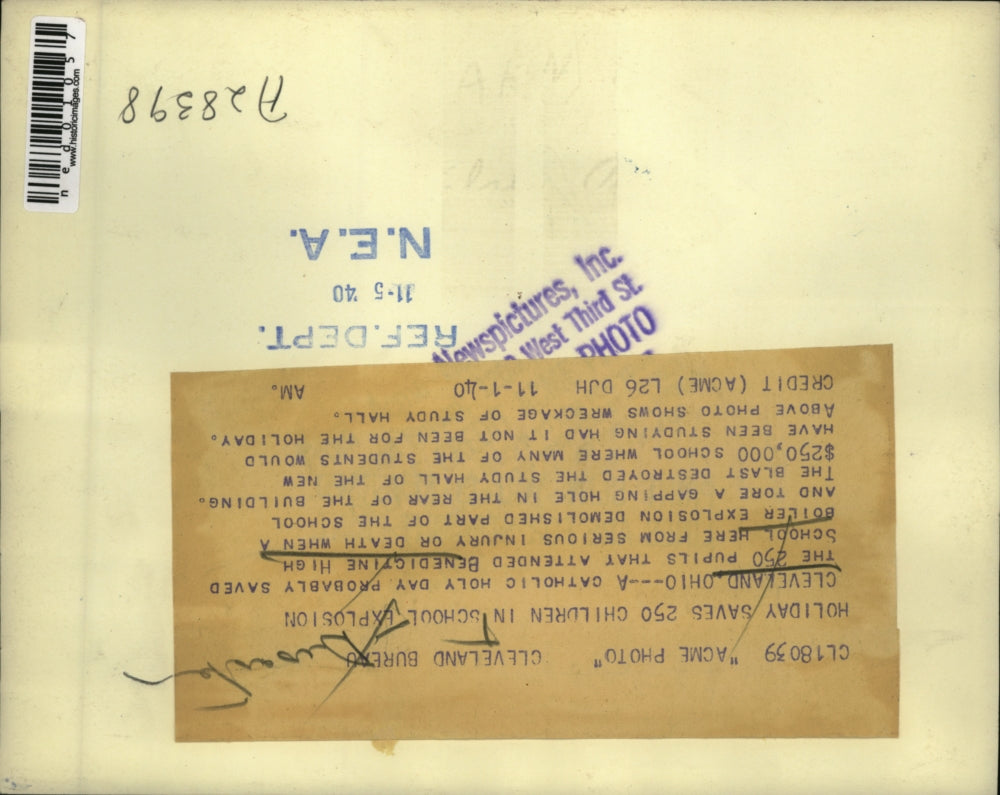 CL18039 "ACME PHOTO" CLEVELAND BUREAU
HOLIDAY SAVES 250 CHILDREN IN SCHOOL EXPLOSION
CLEVELAND OHIO---A CATHOLIC HOLY DAY PROBABLY SAVED
THE 250 PUPILS THAT ATTENDED BENEDICTINE HIGH
SCHOOL HERE FROM SERIOUS INJURY OR DEATH WHEN A
BOILER EXPLOSION DEMOLISHED PART OF THE SCHOOL
AND TORE A GAPPING HOLE IN THE REAR OF THE BUILDING.
THE BLAST DESTROYED THE STUDY HALL OF THE NEW
$250,000 SCHOOL WHERE MANY OF THE STUDENTS WOULD
HAVE BEEN STUDYING HAD IT NOT BEEN FOR THE HOLIDAY.
ABOVE PHOTO SHOWS WRECKAGE OF STUDY HALL.
CREDIT (ACME) L26 DJH 11-1-40 AM.
REF. DEPT.
11-5 '40
N.E.A.
Newspictures, Inc.
West Third St.
PHOTO
A28398
ned01057
www.historicimages.com